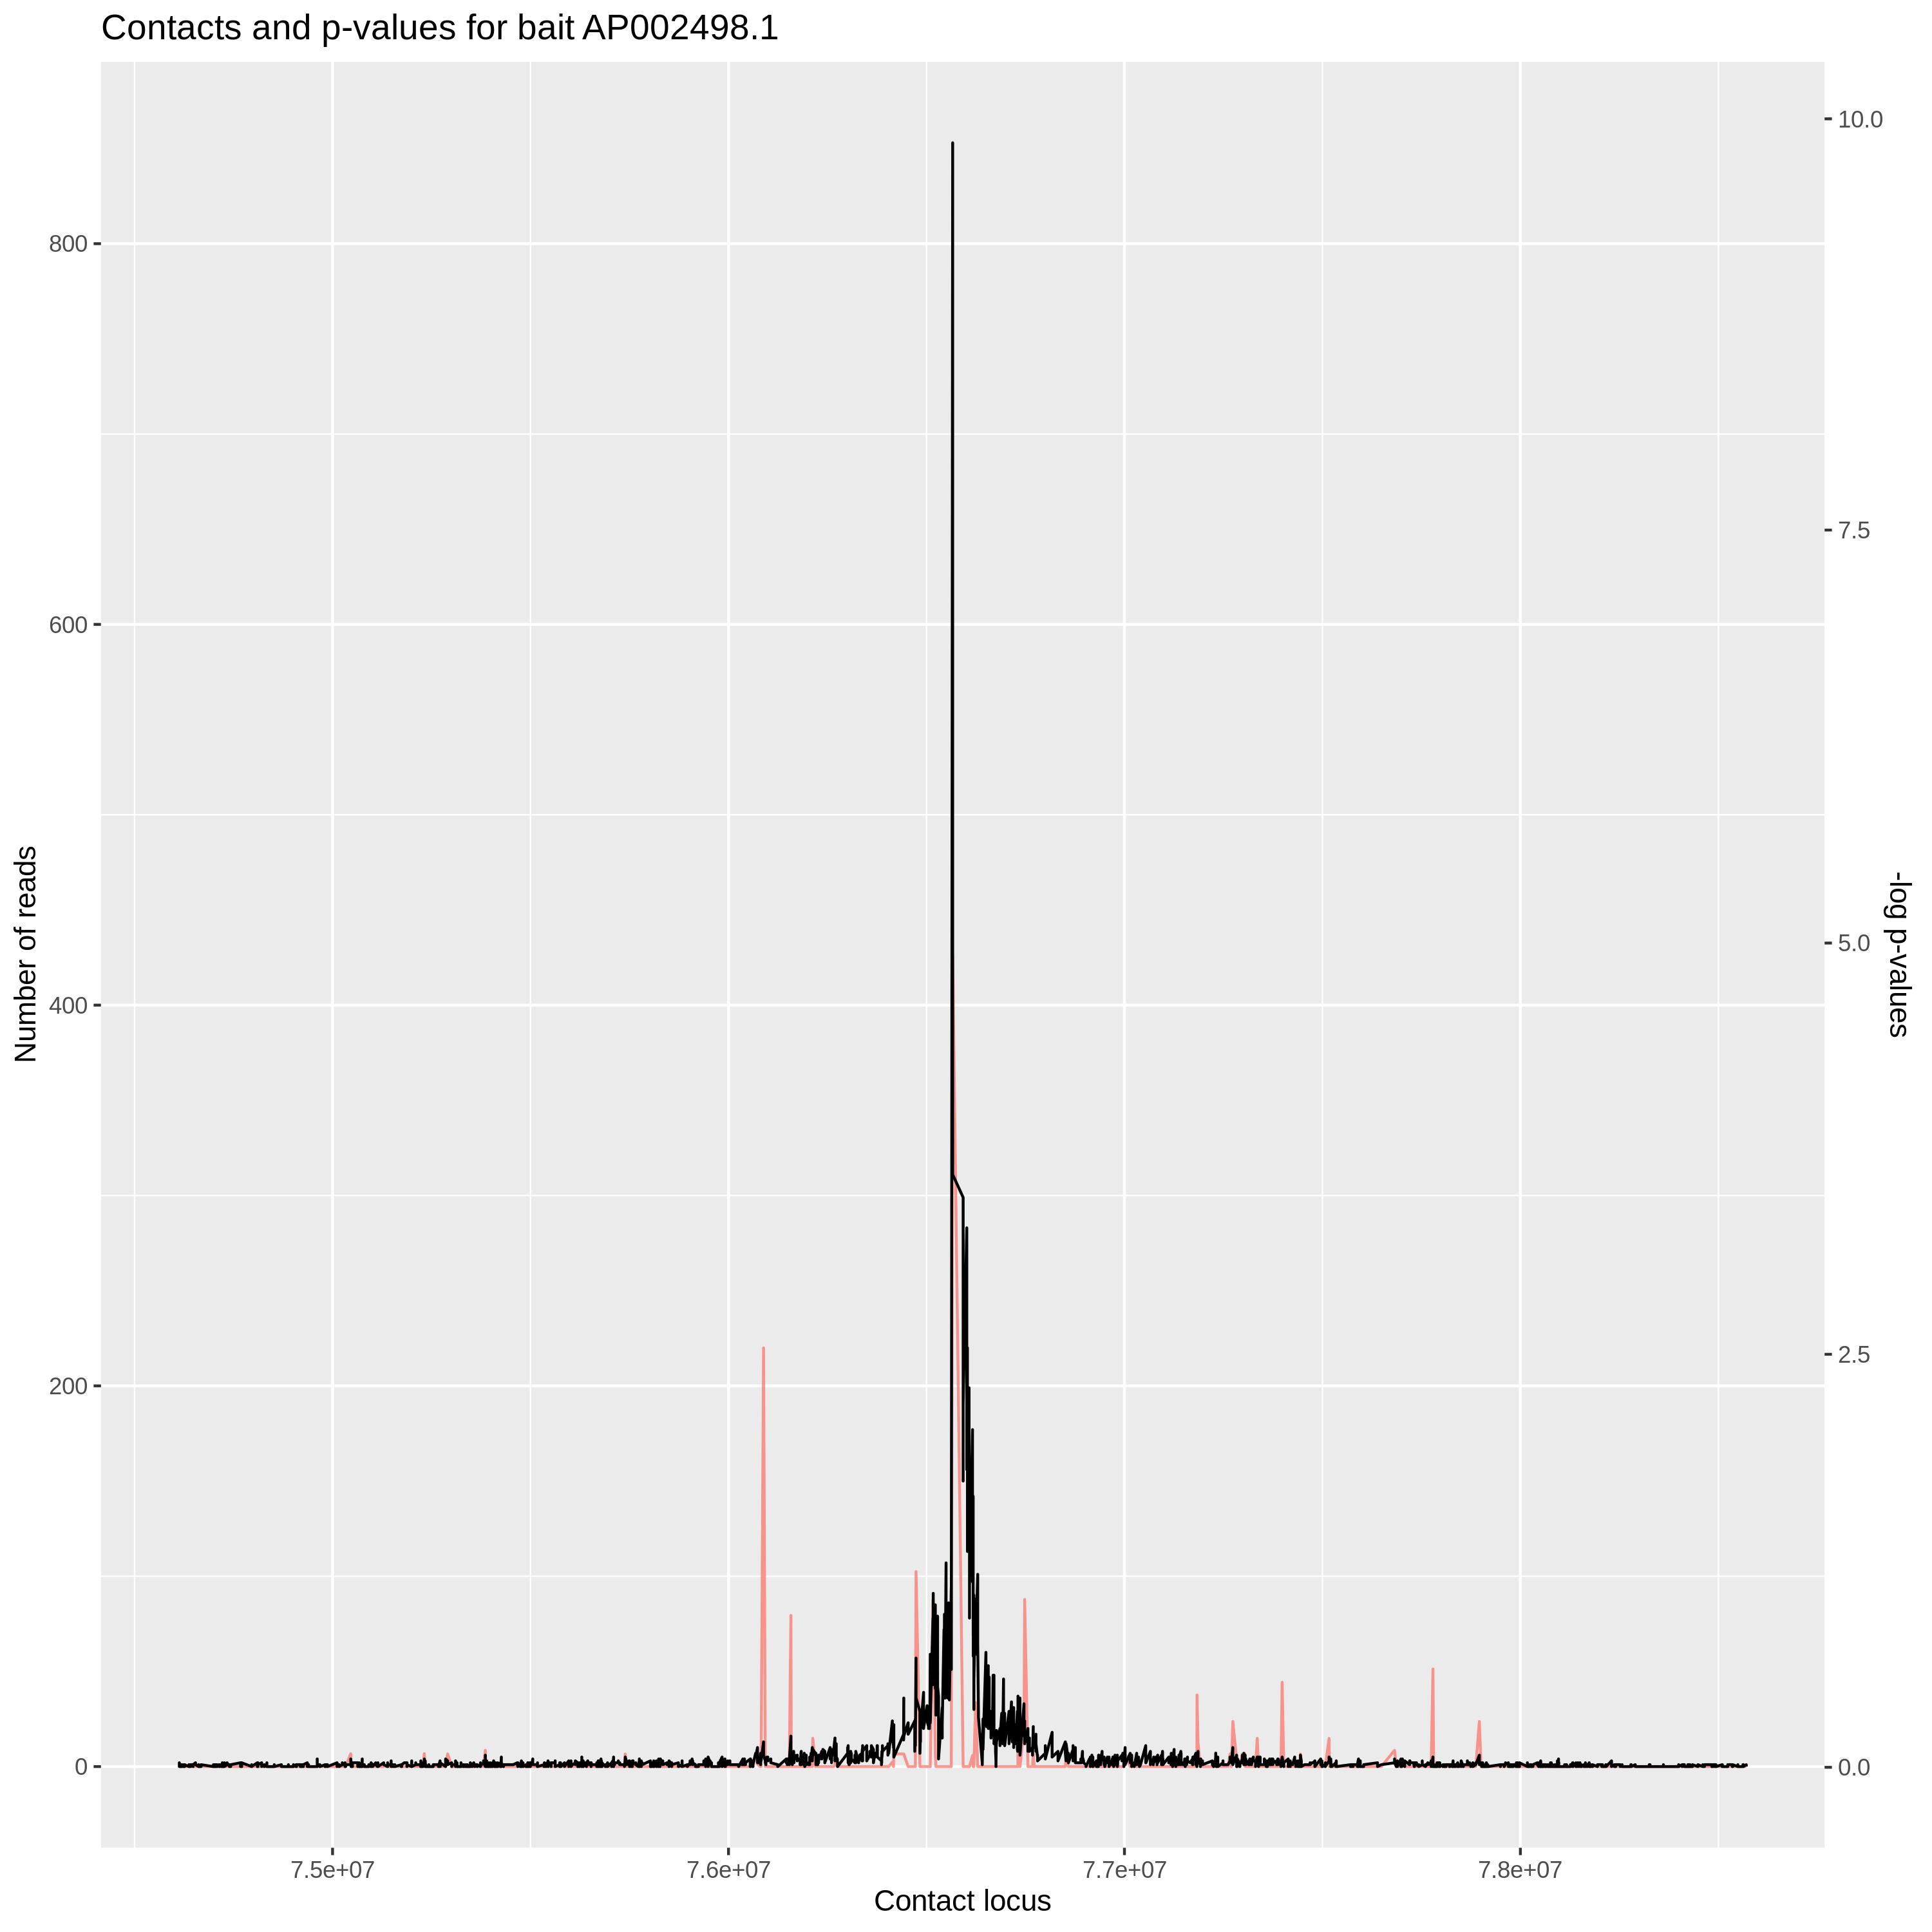 Contacts and p-values for bait AP002498.1
10.0
800
7.5
600
Number of reads
-log p-values
5.0
400
2.5
200
0
0.0
7.5e+07 7.6e+07 7.7e+07 7.8e+07
Contact locus